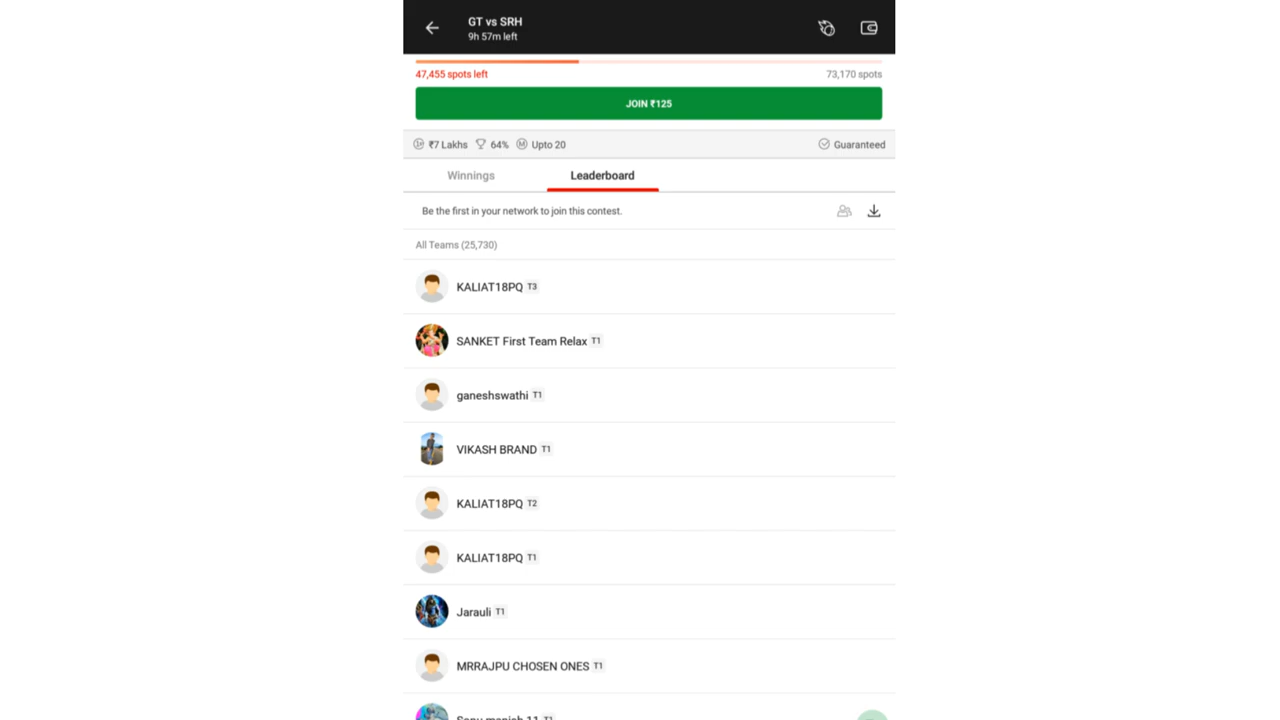 GT vs SRH
9h 57m left
47,455 spots left 73,170 spots
JOIN ₹125
₹7 Lakhs 64% M Upto 20 Guaranteed
Winnings Leaderboard
Be the first in your network to join this contest.
All Teams (25,730)
KALIAT18PQ T3
SANKET First Team Relax T1
ganeshswathi T1
VIKASH BRAND T1
KALIAT18PQ T2
KALIAT18PQ T1
Jarauli T1
MRRAJPU CHOSEN ONES T1